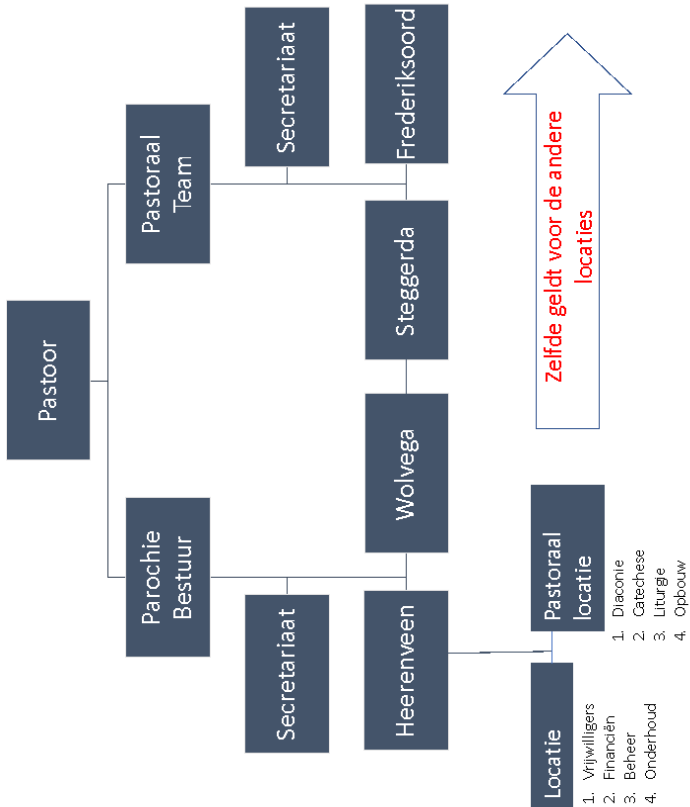 Pastoor
Parochie
Bestuur
Pastoraal
Team
Secretariaat
Secretariaat
Heerenveen
Wolvega
Steggerda
Frederiksoord
Locatie
1. Vrijwilligers
2. Financiën
3. Beheer
4. Onderhoud
Pastoraal
locatie
1. Diaconie
2. Catechese
3. Liturgie
4. Opbouw
Zelfde geldt voor de andere
locaties